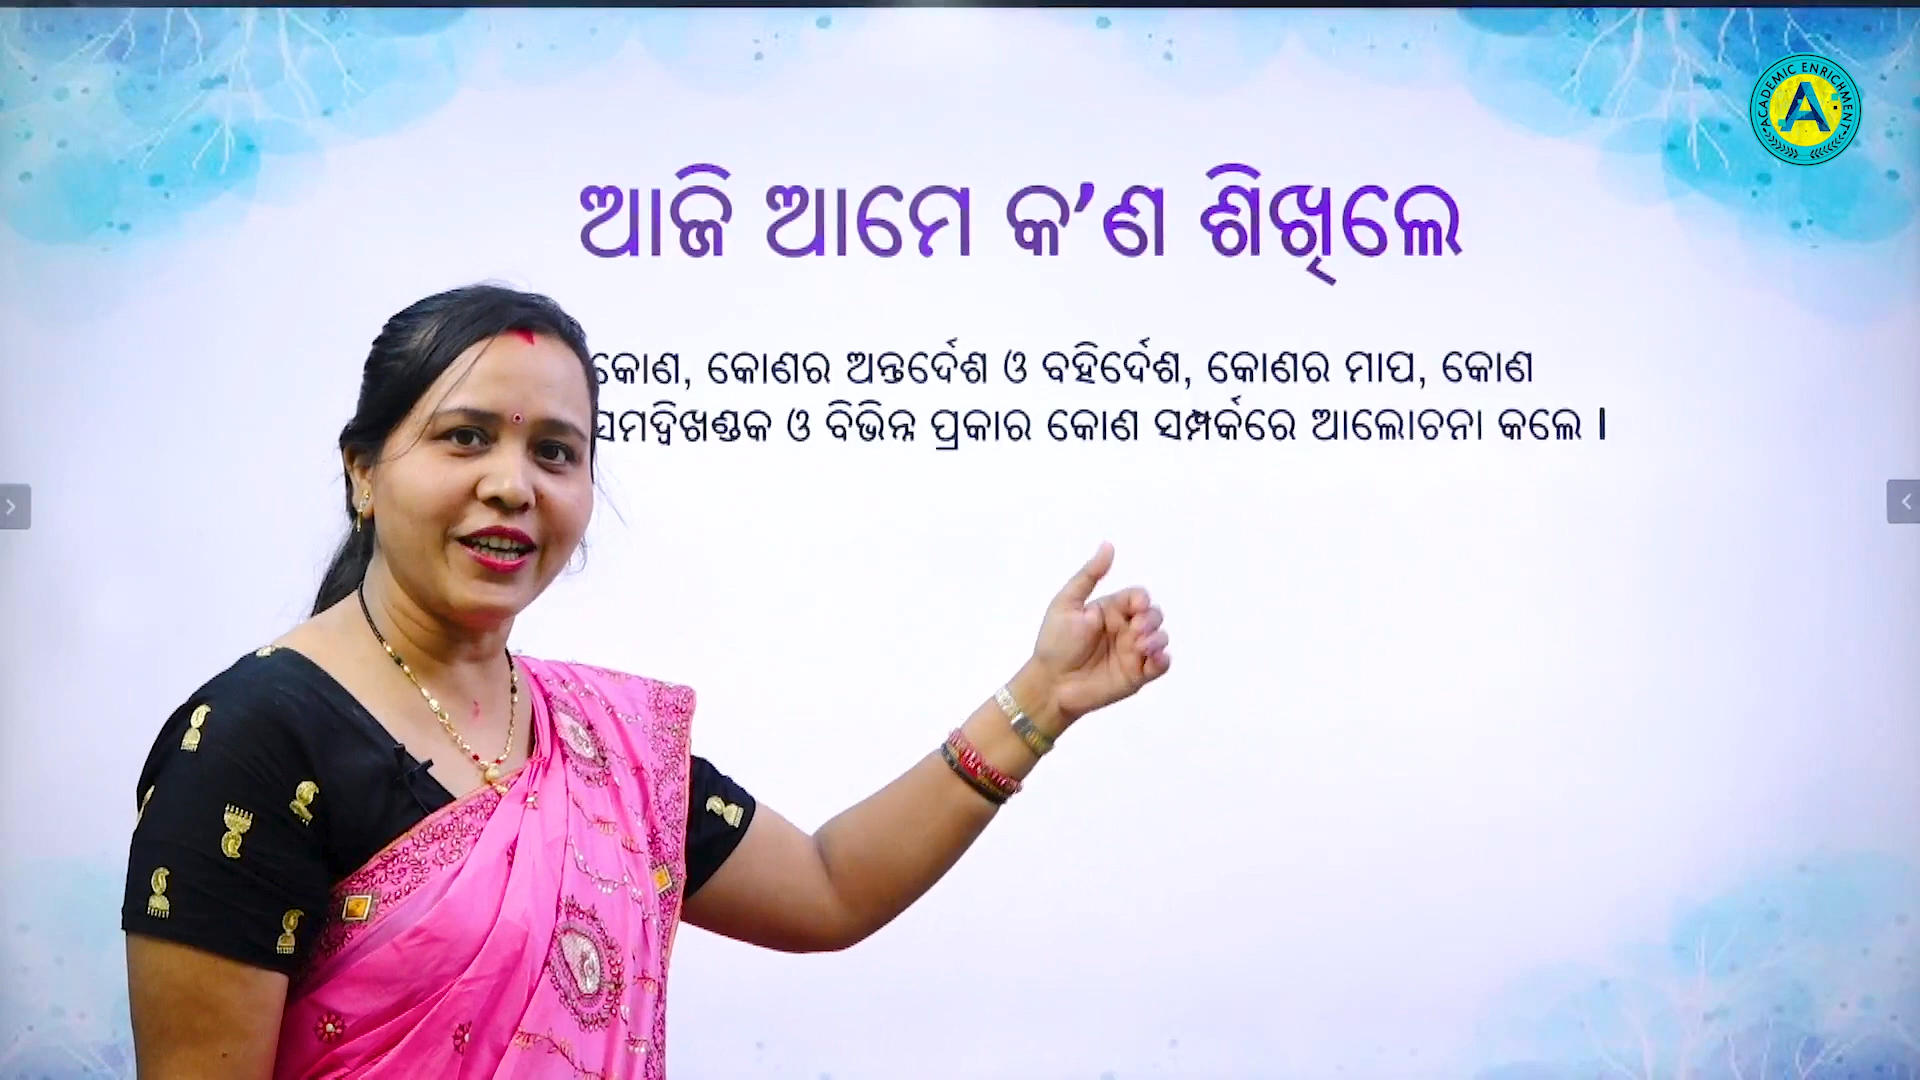 ଆଜି ଆମେ କ'ଣ ଶିଖିଲେ
କୋଣ, କୋଣର ଅନ୍ତର୍ଦେଶ ଓ ବହିର୍ଦେଶ, କୋଣର ମାପ, କୋଣ
ସମଦ୍ୱିଖଣ୍ଡକ ଓ ବିଭିନ୍ନ ପ୍ରକାର କୋଣ ସମ୍ପର୍କରେ ଆଲୋଚନା କଲେ ।
ACADEMIC ENRICHMENT
A